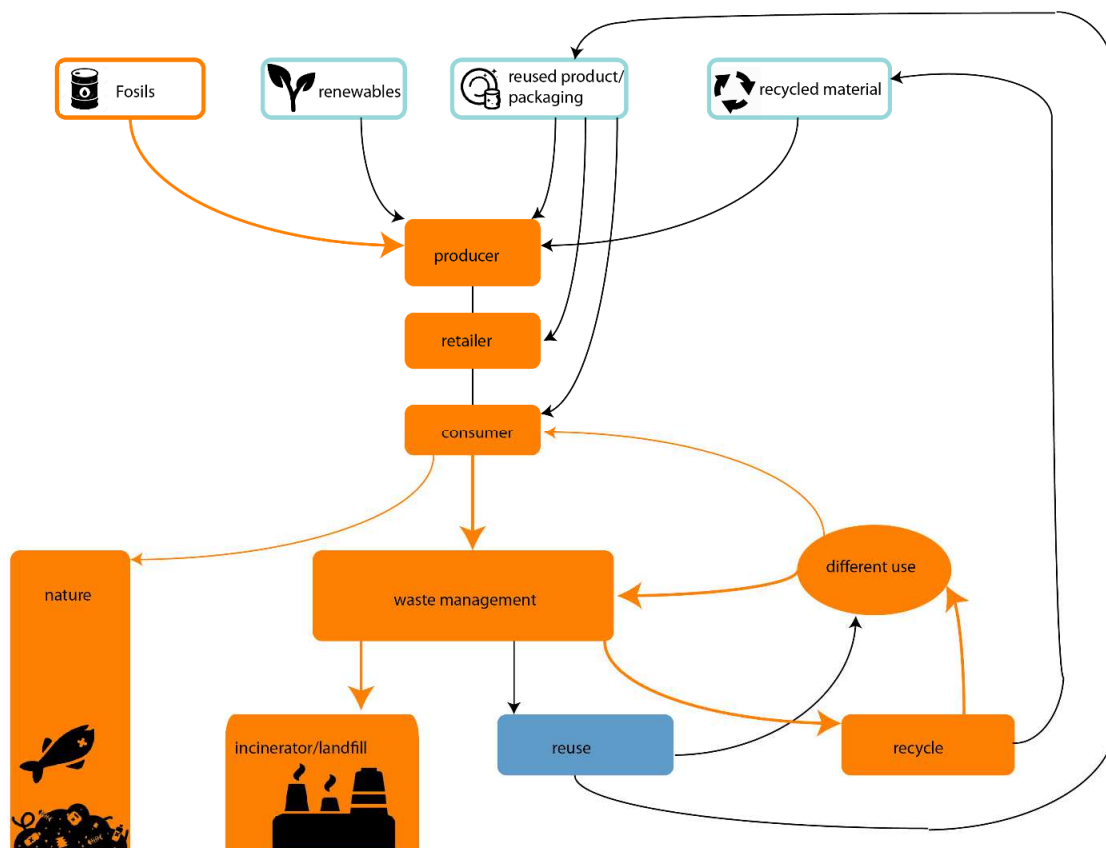 Fosils
renewables
reused product/
packaging
recycled material
producer
retailer
consumer
different use
nature
waste management
incinerator/landfill
reuse
recycle